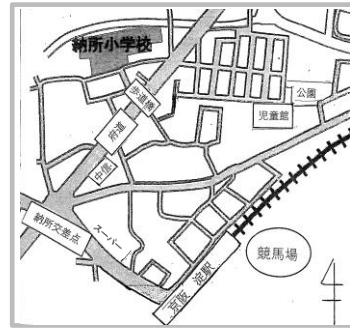 納所小学校
歩道橋
公園
児童館
府道
中信
納所交差点
スーパー
京阪 淀駅
競馬場